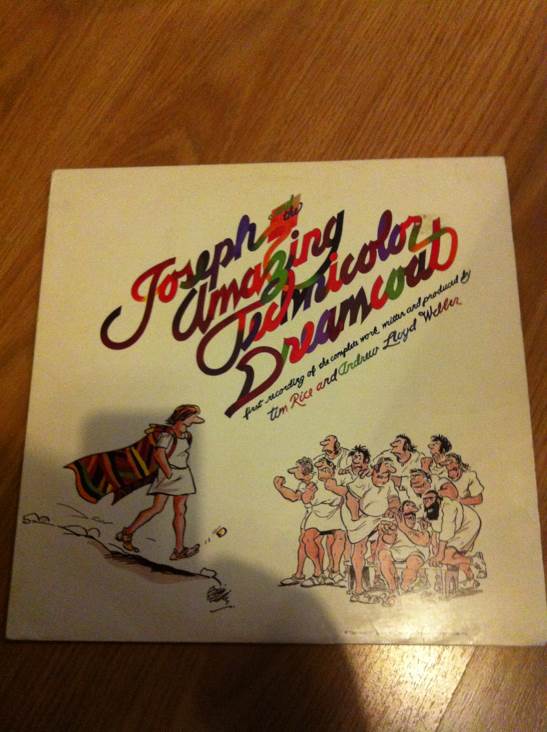 Joseph & the
Amazing
Technicolor
Dreamcoat
first recording of the complete work written and produced by
Tim Rice and Andrew Lloyd Webber